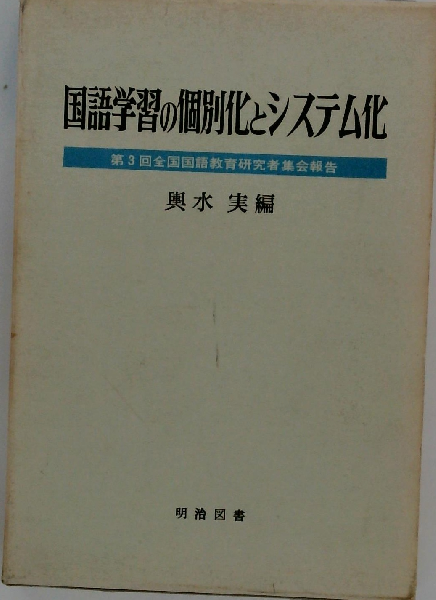 国語学習の個別化とシステム化
第3回全国国語教育研究者集会報告
輿水 実編
明治図書